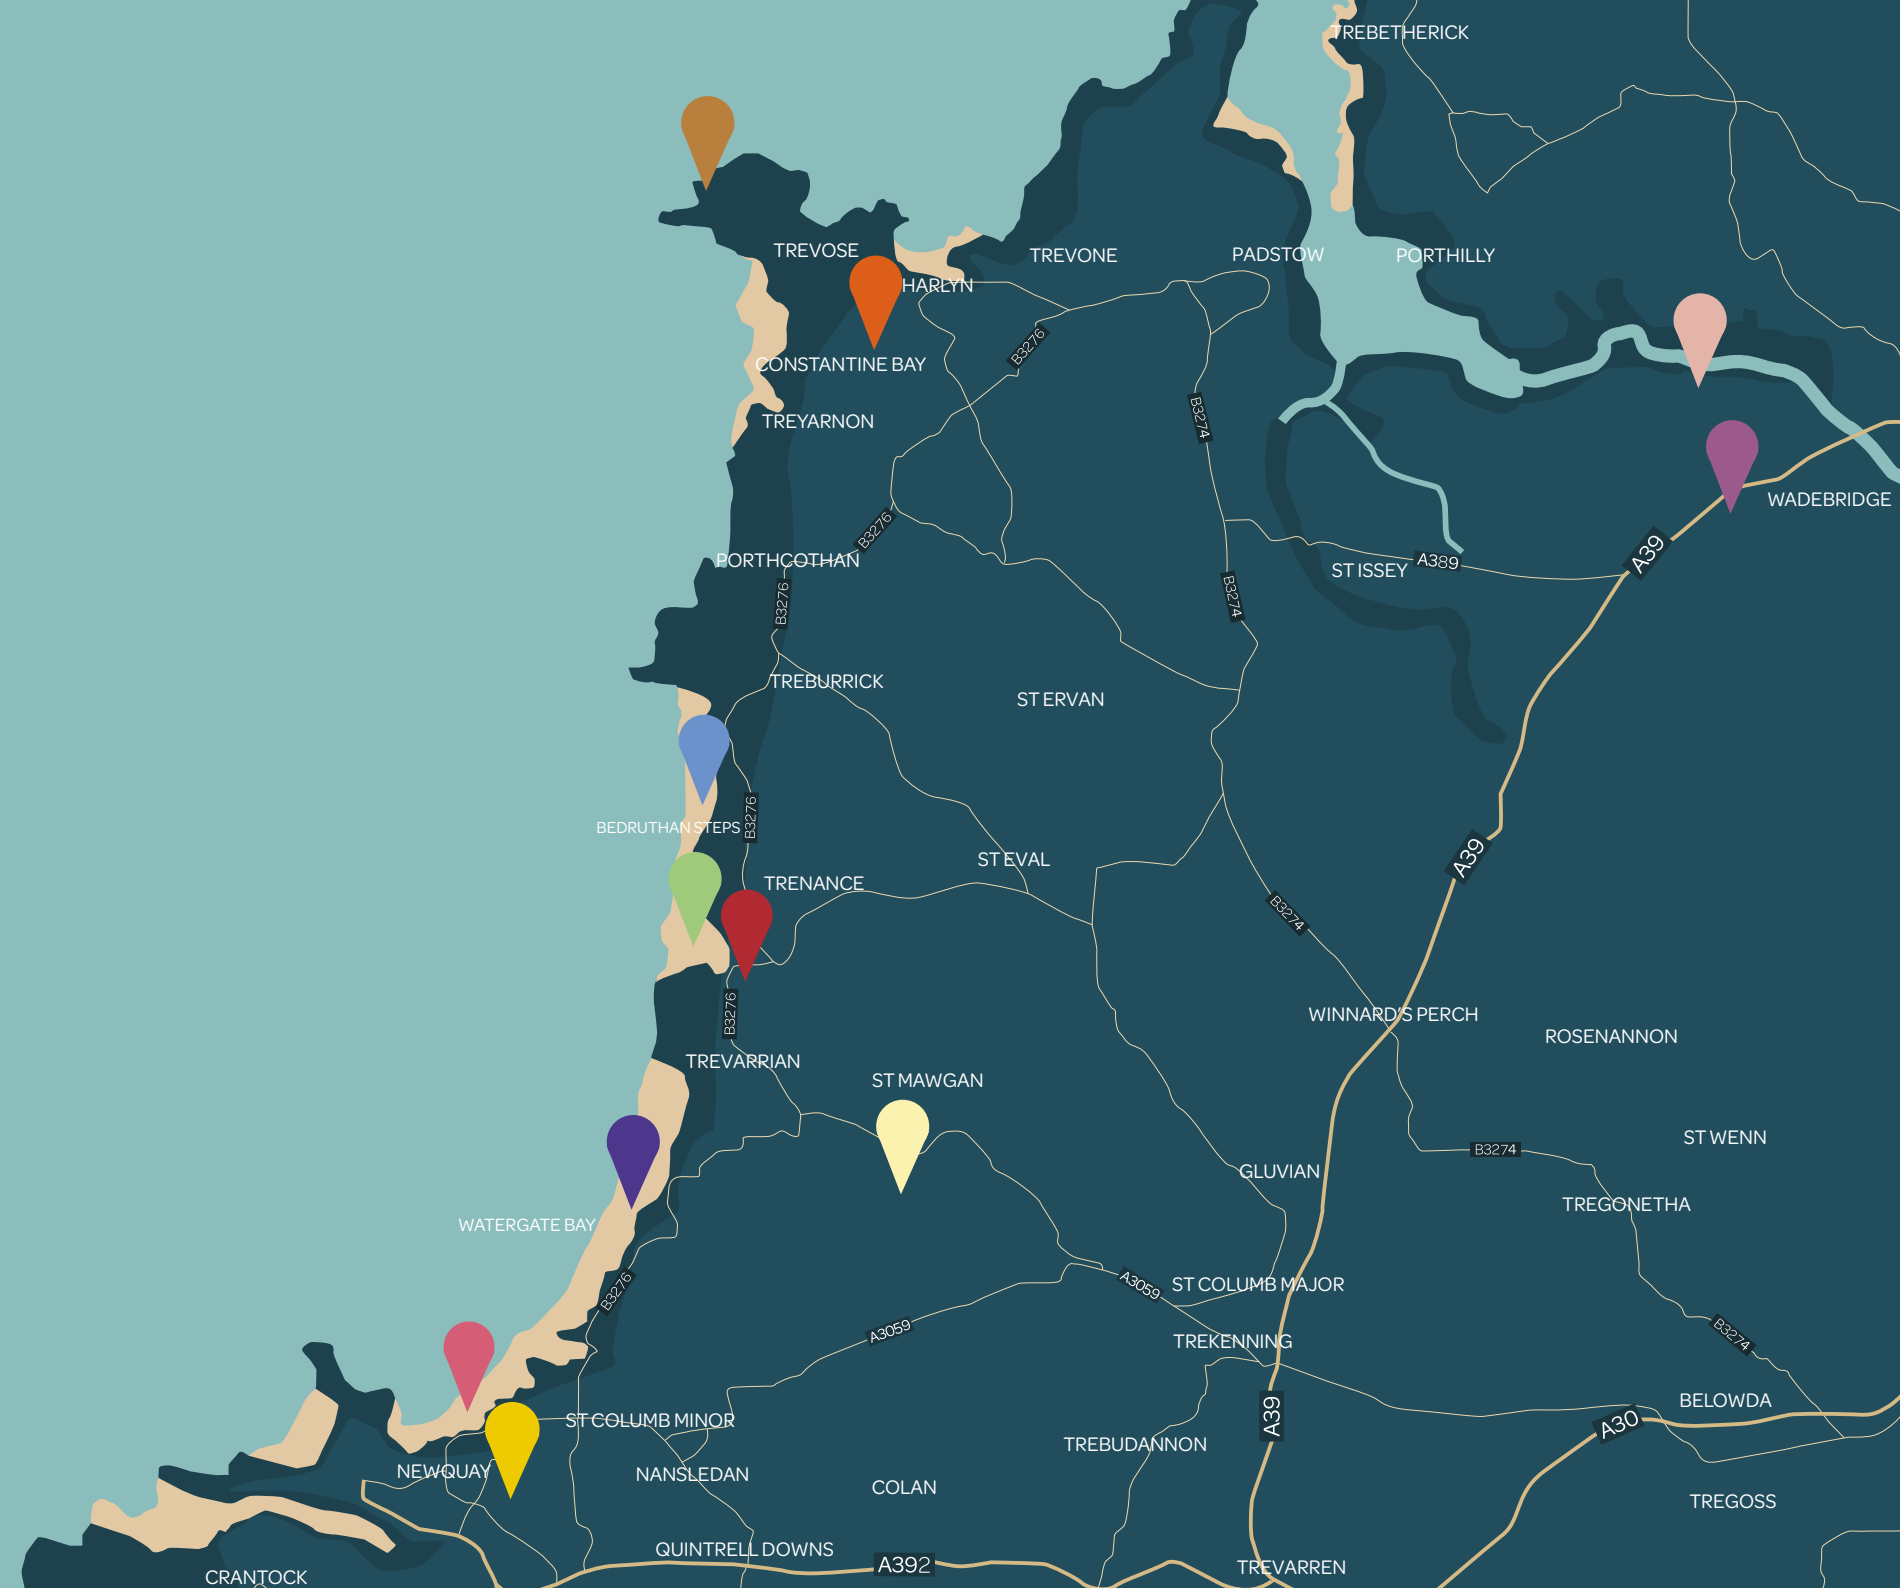 TREBETHERICK
TREVOSE
TREVONE
PADSTOW
PORTHILLY
HARLYN
B3276
CONSTANTINE BAY
TREYARNON
B3274
WADEBRIDGE
B3276
A39
PORTHCOTHAN
A389
ST ISSEY
B3276
B3274
TREBURRICK
ST ERVAN
B3276
BEDRUTHAN STEPS
ST EVAL
A39
TRENANCE
B3274
B3276
WINNARD'S PERCH
ROSENANNON
TREVARRIAN
ST MAWGAN
ST WENN
B3274
GLUVIAN
TREGONETHA
WATERGATE BAY
B3276
A3059
ST COLUMB MAJOR
A3059
B3274
TREKENNING
BELOWDA
A39
ST COLUMB MINOR
A30
TREBUDANNON
NEWQUAY
NANSLEDAN
COLAN
TREGOSS
QUINTRELL DOWNS
A392
TREVARREN
CRANTOCK